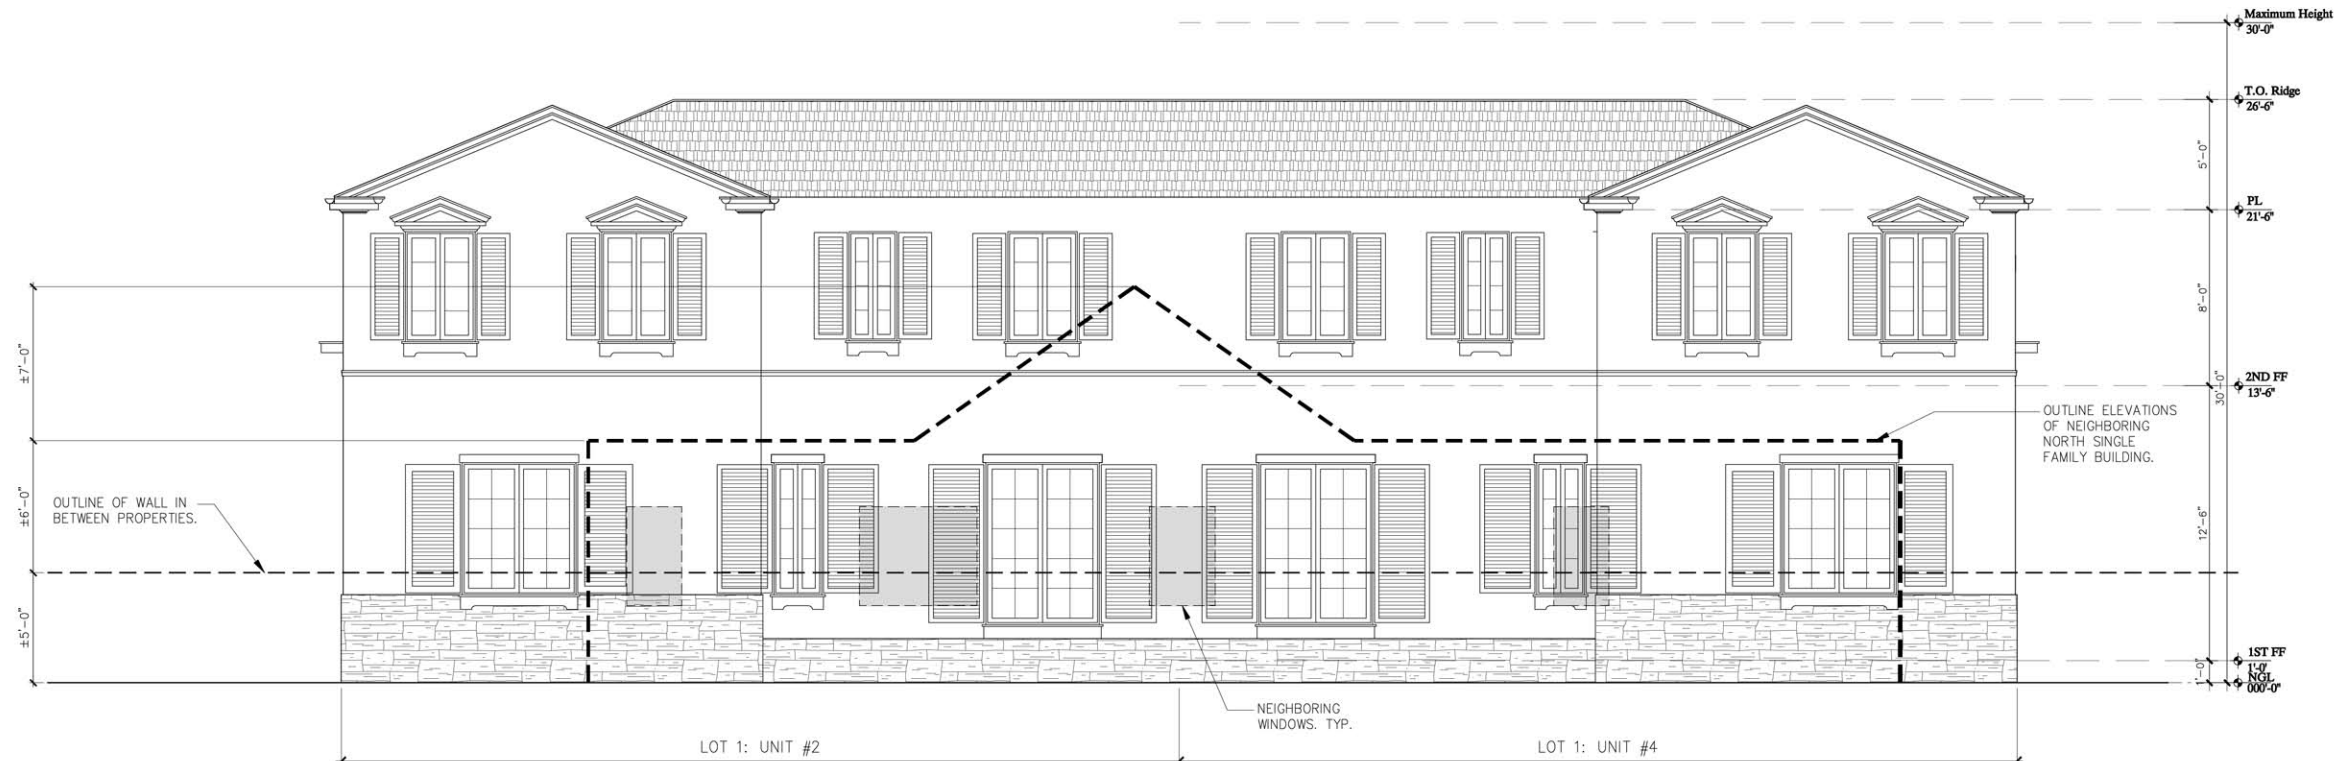 Maximum Height
30'-0"
T.O. Ridge
26'-6"
5'-0"
PL
21'-6"
8'-0"
±7'-0"
2ND FF
13'-6"
30'-0"
OUTLINE ELEVATIONS
OF NEIGHBORING
NORTH SINGLE
FAMILY BUILDING.
OUTLINE OF WALL IN
BETWEEN PROPERTIES.
±6'-0"
12'-6"
±5'-0"
1ST FF
1'-0'
1'-0"
NGL
000'-0"
NEIGHBORING
WINDOWS. TYP.
LOT 1: UNIT #2
LOT 1: UNIT #4